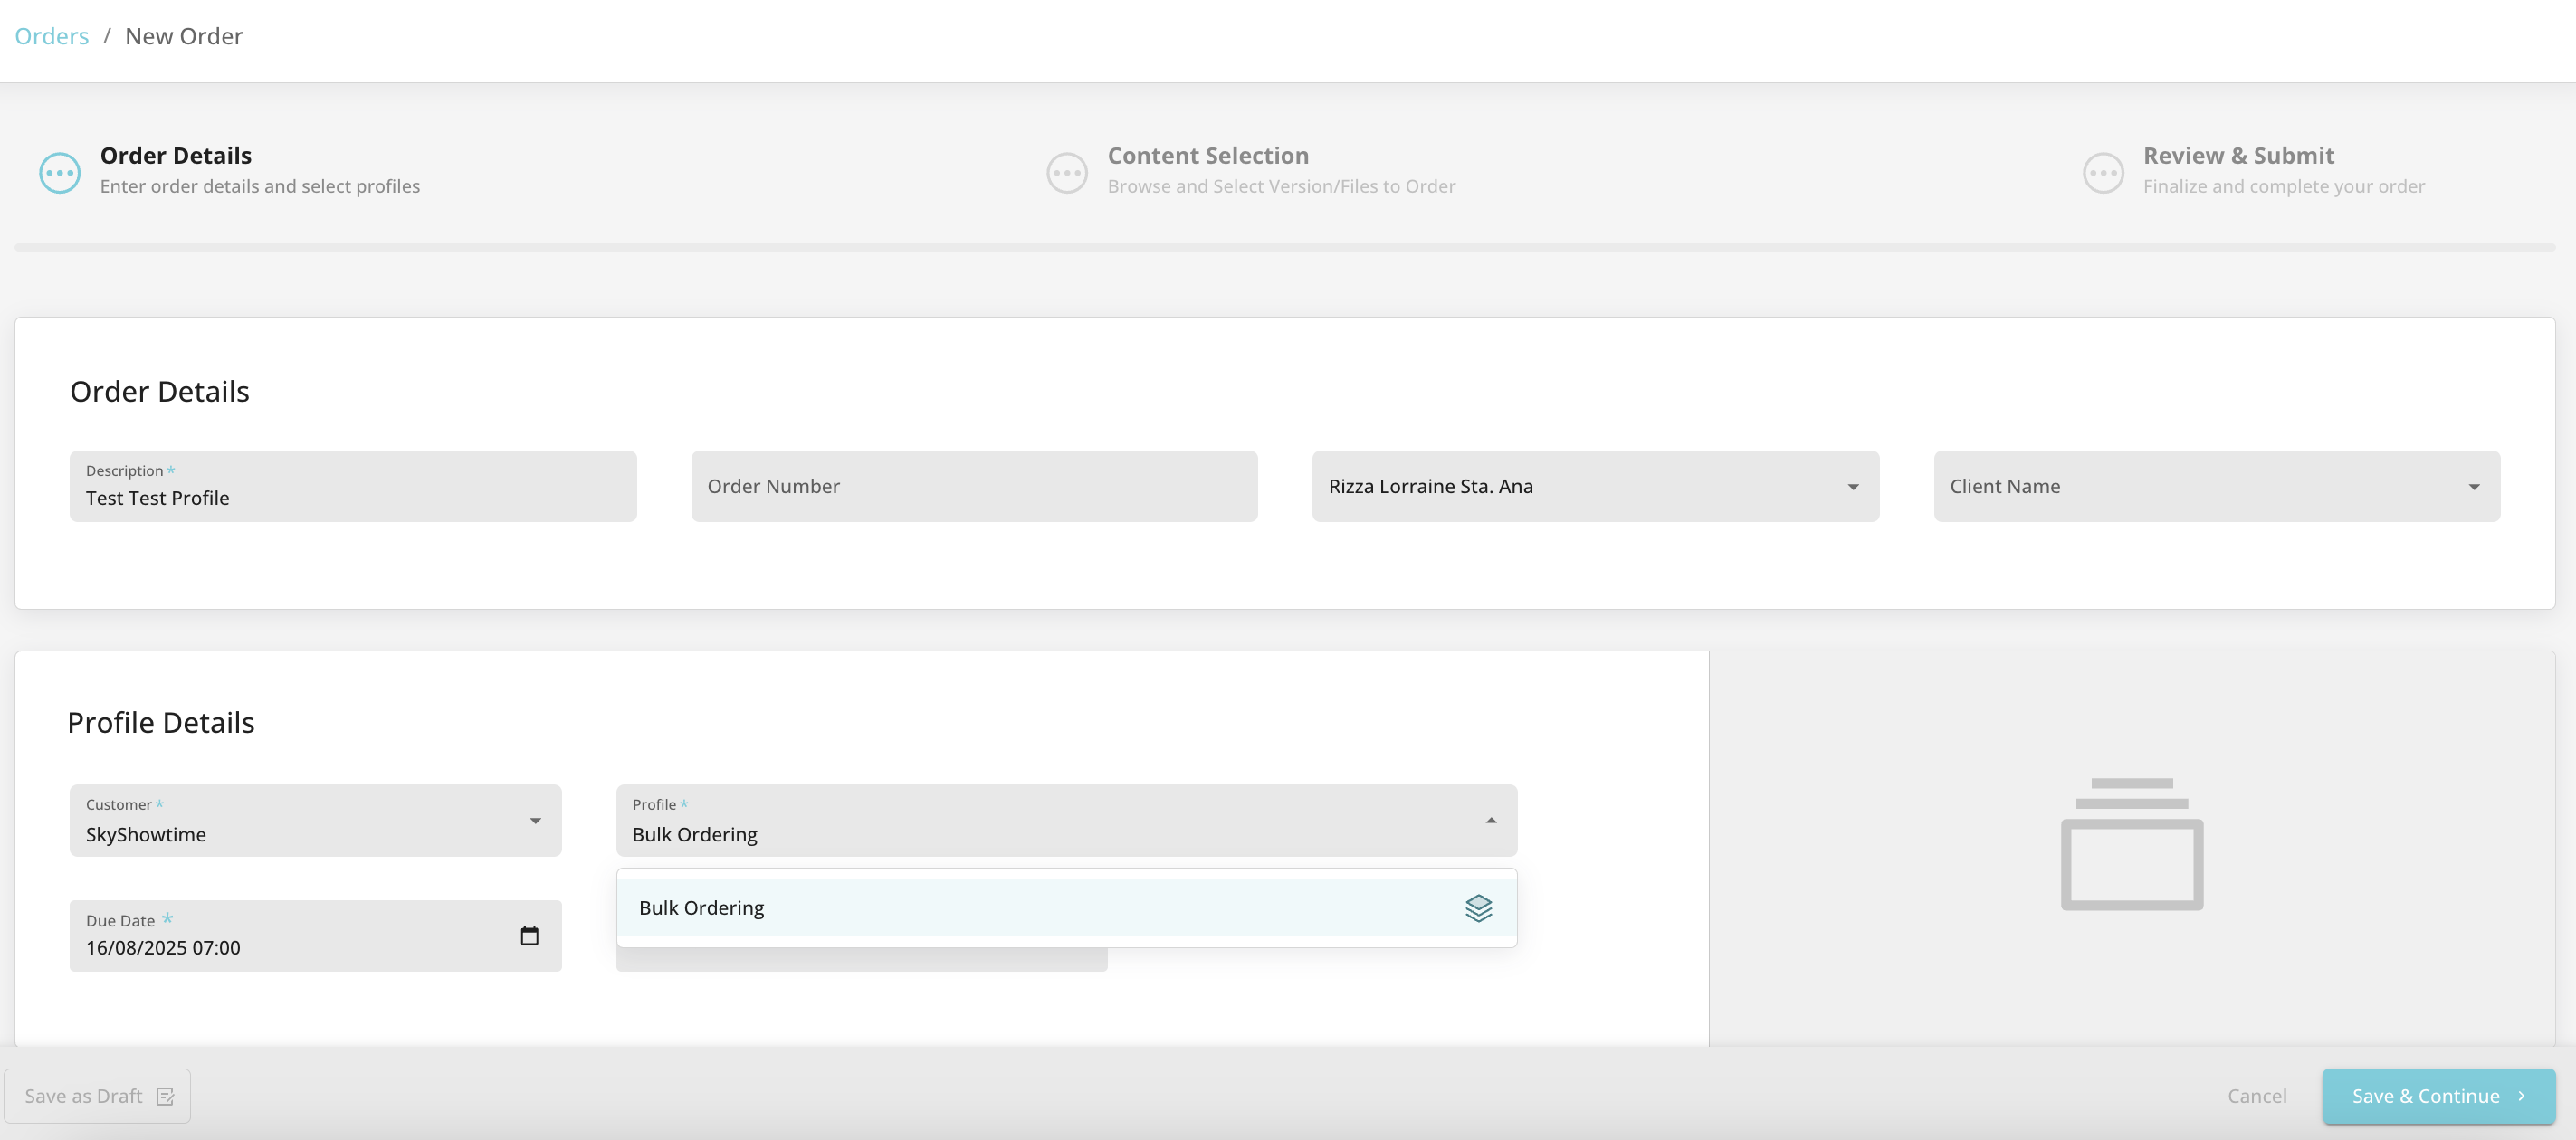 Orders / New Order
Order Details
Enter order details and select profiles
Content Selection
Browse and Select Version/Files to Order
Review & Submit
Finalize and complete your order
Order Details
Description *
Test Test Profile
Order Number
Rizza Lorraine Sta. Ana
Client Name
Profile Details
Customer *
SkyShowtime
Profile *
Bulk Ordering
Bulk Ordering
Due Date *
16/08/2025 07:00
Save as Draft
Cancel
Save & Continue